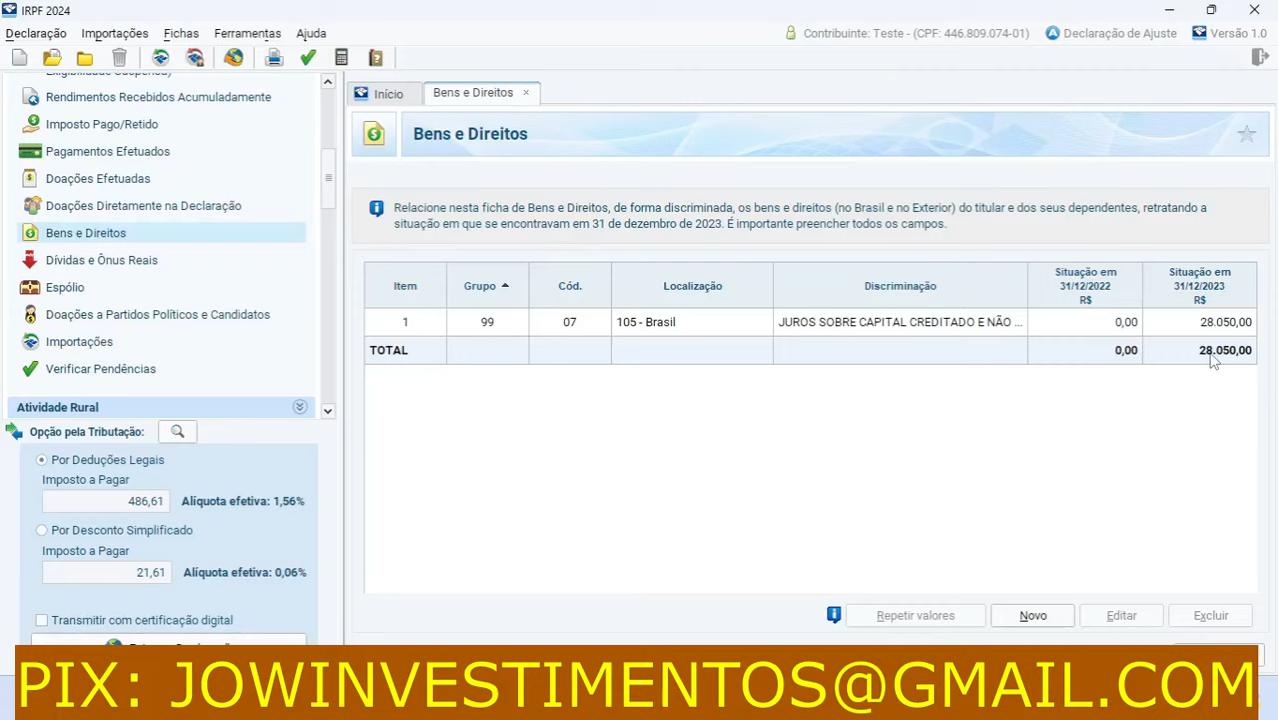 IRPF 2024
Declaração Importações Fichas Ferramentas Ajuda
Contribuinte: Teste - (CPF: 446.809.074-01) Declaração de Ajuste Versão 1.0
Rendimentos Recebidos Acumuladamente
Imposto Pago/Retido
Pagamentos Efetuados
Doações Efetuadas
Doações Diretamente na Declaração
Bens e Direitos
Dívidas e Ônus Reais
Espólio
Doações a Partidos Políticos e Candidatos
Importações
Verificar Pendências
Atividade Rural
Opção pela Tributação:
Por Deduções Legais
Imposto a Pagar
486,61 Alíquota efetiva: 1,56%
Por Desconto Simplificado
Imposto a Pagar
21,61 Alíquota efetiva: 0,06%
Transmitir com certificação digital
Início Bens e Direitos ×
Bens e Direitos
Relacione nesta ficha de Bens e Direitos, de forma discriminada, os bens e direitos (no Brasil e no Exterior) do titular e dos seus dependentes, retratando a
situação em que se encontravam em 31 de dezembro de 2023. É importante preencher todos os campos.
Item Grupo Cód. Localização Discriminação Situação em 31/12/2022 R$ Situação em 31/12/2023 R$
1 99 07 105 - Brasil JUROS SOBRE CAPITAL CREDITADO E NÃO ... 0,00 28.050,00
TOTAL 0,00 28.050,00
Repetir valores Novo Editar Excluir
PIX: JOWINVESTIMENTOS@GMAIL.COM